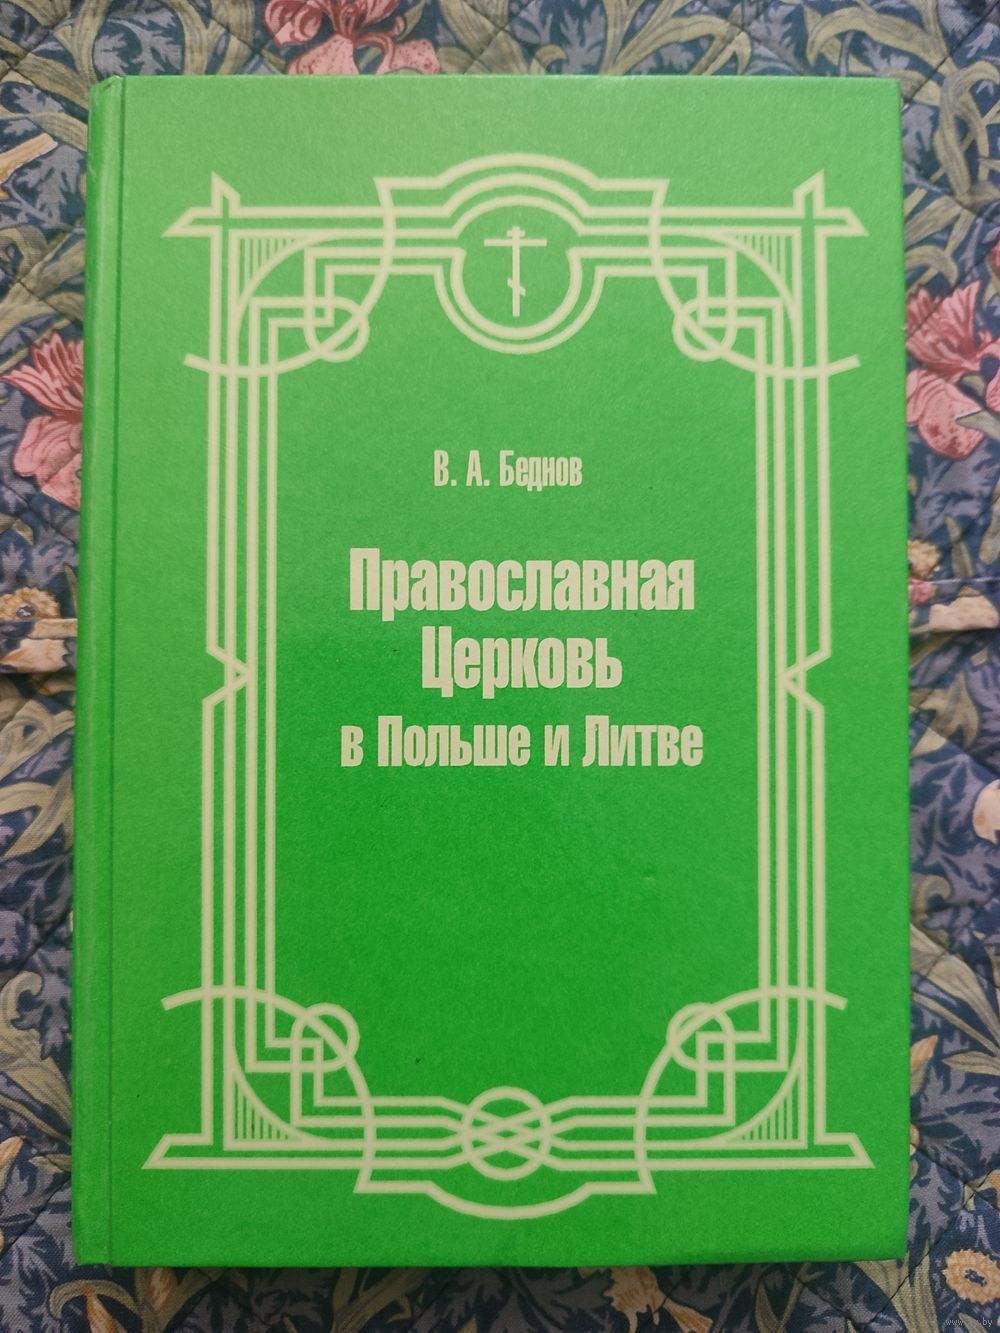 В. А. Беднов
Православная
Церковь
в Польше и Литве